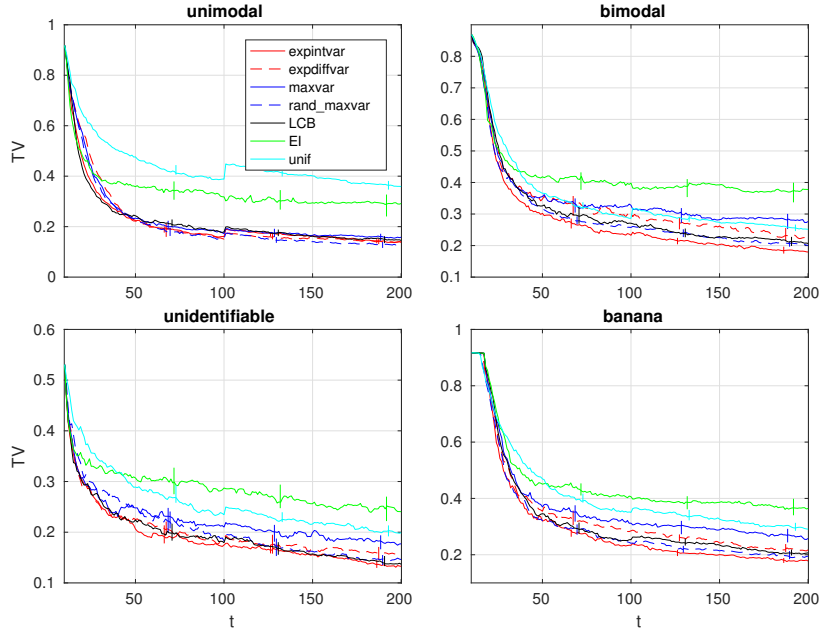 unimodal
bimodal
TV
1
0.8
0.6
0.4
0.2
0
50
100
150
200
expintvar
expdiffvar
maxvar
rand_maxvar
LCB
EI
unif
0.8
0.7
0.6
0.5
0.4
0.3
0.2
0.1
50
100
150
200
unidentifiable
banana
TV
0.6
0.5
0.4
0.3
0.2
0.1
50
100
150
200
t
1
0.8
0.6
0.4
0.2
50
100
150
200
t